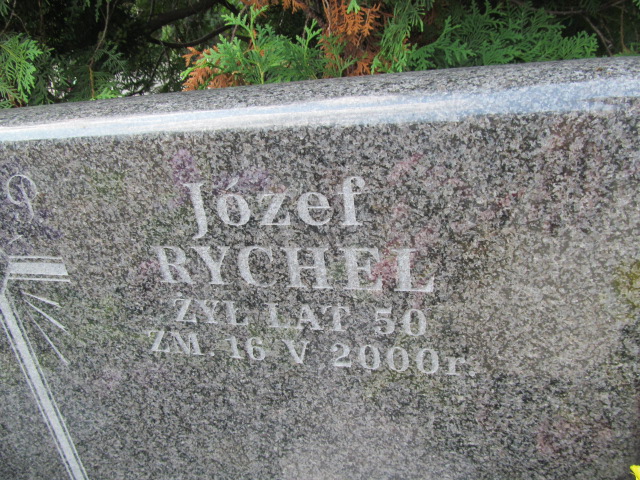 Józef
RYCHEL
ŻYŁ LAT 50
ZM. 16 V 2000r.